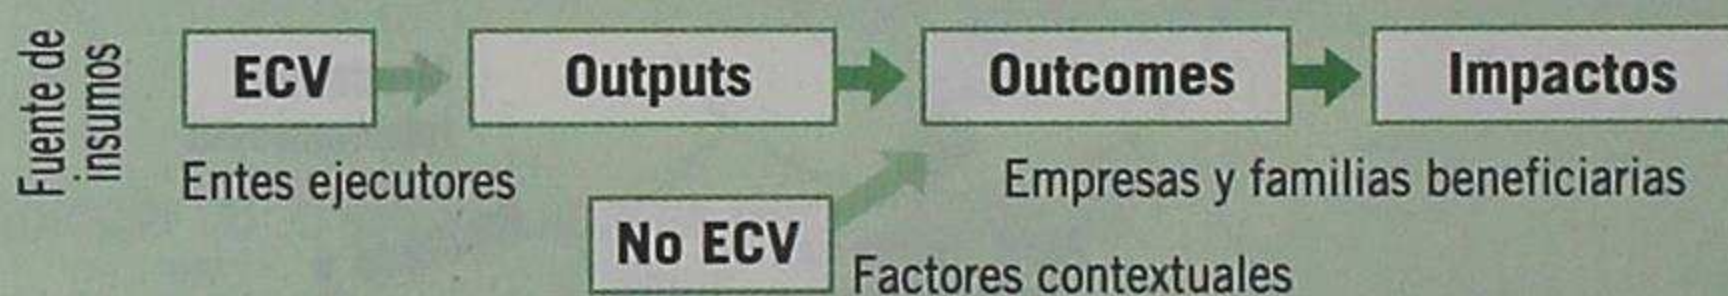 Fuente de
insumos
ECV
Outputs
Outcomes
Impactos
Entes ejecutores
Empresas y familias beneficiarias
No ECV
Factores contextuales